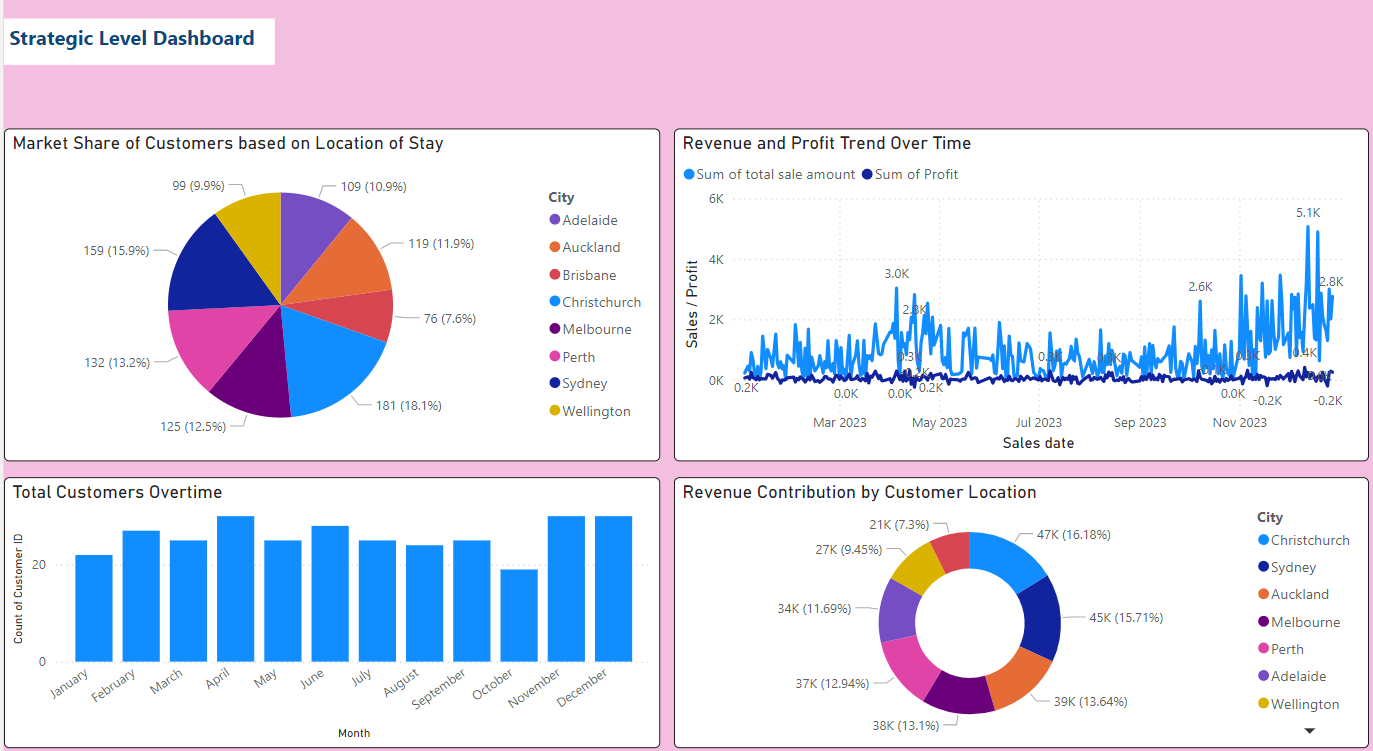 Strategic Level Dashboard
Market Share of Customers based on Location of Stay
99 (9.9%)
109 (10.9%)
159 (15.9%)
119 (11.9%)
76 (7.6%)
132 (13.2%)
181 (18.1%)
125 (12.5%)
City
Adelaide
Auckland
Brisbane
Christchurch
Melbourne
Perth
Sydney
Wellington
Revenue and Profit Trend Over Time
Sum of total sale amount
Sum of Profit
Sales / Profit
6K
4K
2K
0K
5.1K
3.0K
2.6K
2.8K
0.3K
0.4K
0.2K
0.0K
0.0K
-0.2K
0.0K
-0.2K
-0.2K
Mar 2023
May 2023
Jul 2023
Sep 2023
Nov 2023
Sales date
Total Customers Overtime
Count of Customer ID
20
0
January
February
March
April
May
June
July
August
September
October
November
December
Month
Revenue Contribution by Customer Location
21K (7.3%)
47K (16.18%)
27K (9.45%)
34K (11.69%)
45K (15.71%)
37K (12.94%)
39K (13.64%)
38K (13.1%)
City
Christchurch
Sydney
Auckland
Melbourne
Perth
Adelaide
Wellington